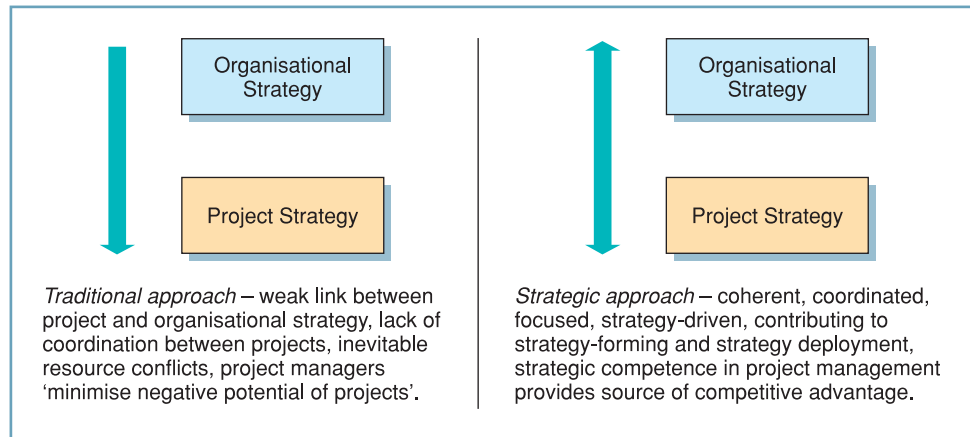 Organisational
Strategy
Project Strategy
Traditional approach – weak link between
project and organisational strategy, lack of
coordination between projects, inevitable
resource conflicts, project managers
‘minimise negative potential of projects’.
Organisational
Strategy
Project Strategy
Strategic approach – coherent, coordinated,
focused, strategy-driven, contributing to
strategy-forming and strategy deployment,
strategic competence in project management
provides source of competitive advantage.